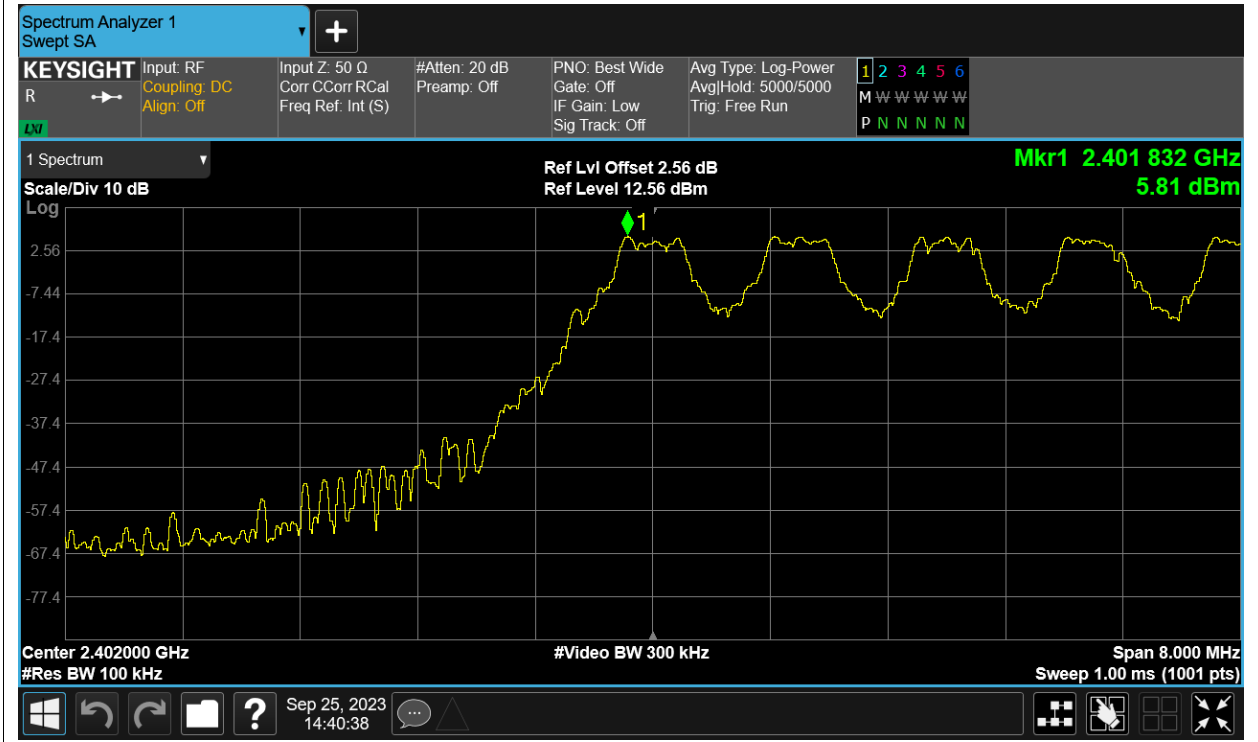 Spectrum Analyzer 1
Swept SA
KEYSIGHT
R
LXI
Input: RF
Coupling: DC
Align: Off
Input Z: 50 Ω
Corr CCorr RCal
Freq Ref: Int (S)
#Atten: 20 dB
Preamp: Off
PNO: Best Wide
Gate: Off
IF Gain: Low
Sig Track: Off
Avg Type: Log-Power
Avg|Hold: 5000/5000
Trig: Free Run
1 2 3 4 5 6
M W W W W W W
P N N N N N N
1 Spectrum
Scale/Div 10 dB
Ref Lvl Offset 2.56 dB
Ref Level 12.56 dBm
Mkr1 2.401 832 GHz
5.81 dBm
Log
1
2.56
-7.44
-17.4
-27.4
-37.4
-47.4
-57.4
-67.4
-77.4
Center 2.402000 GHz
#Res BW 100 kHz
#Video BW 300 kHz
Span 8.000 MHz
Sweep 1.00 ms (1001 pts)
?
Sep 25, 2023
14:40:38